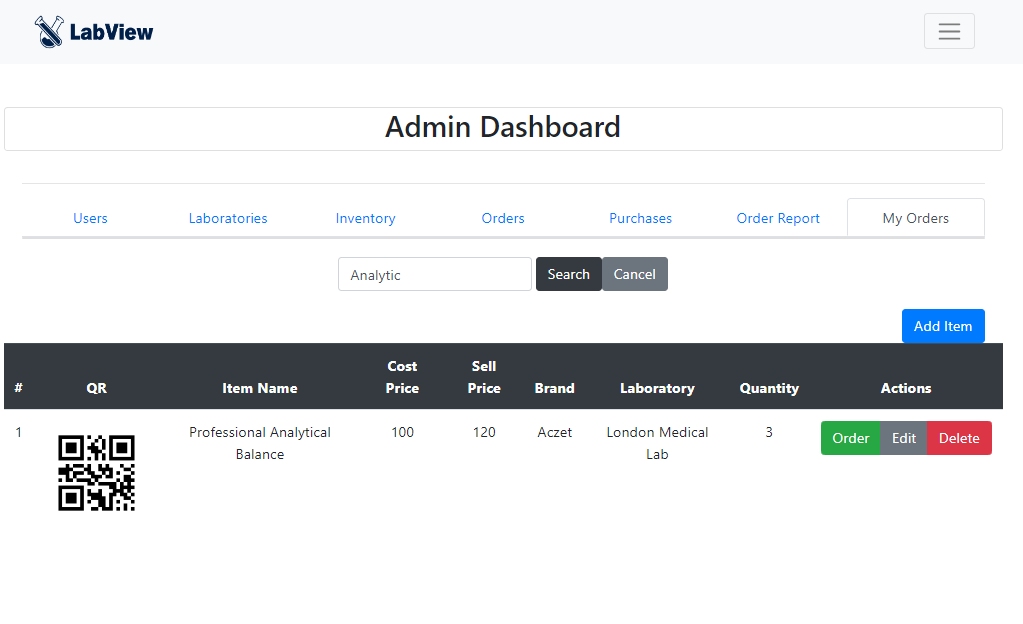 LabView
Admin Dashboard
Users Laboratories Inventory Orders Purchases Order Report My Orders
Analytic Search Cancel
Add Item
# QR Item Name Cost Price Sell Price Brand Laboratory Quantity Actions
1 Professional Analytical Balance 100 120 Aczet London Medical Lab 3 Order Edit Delete